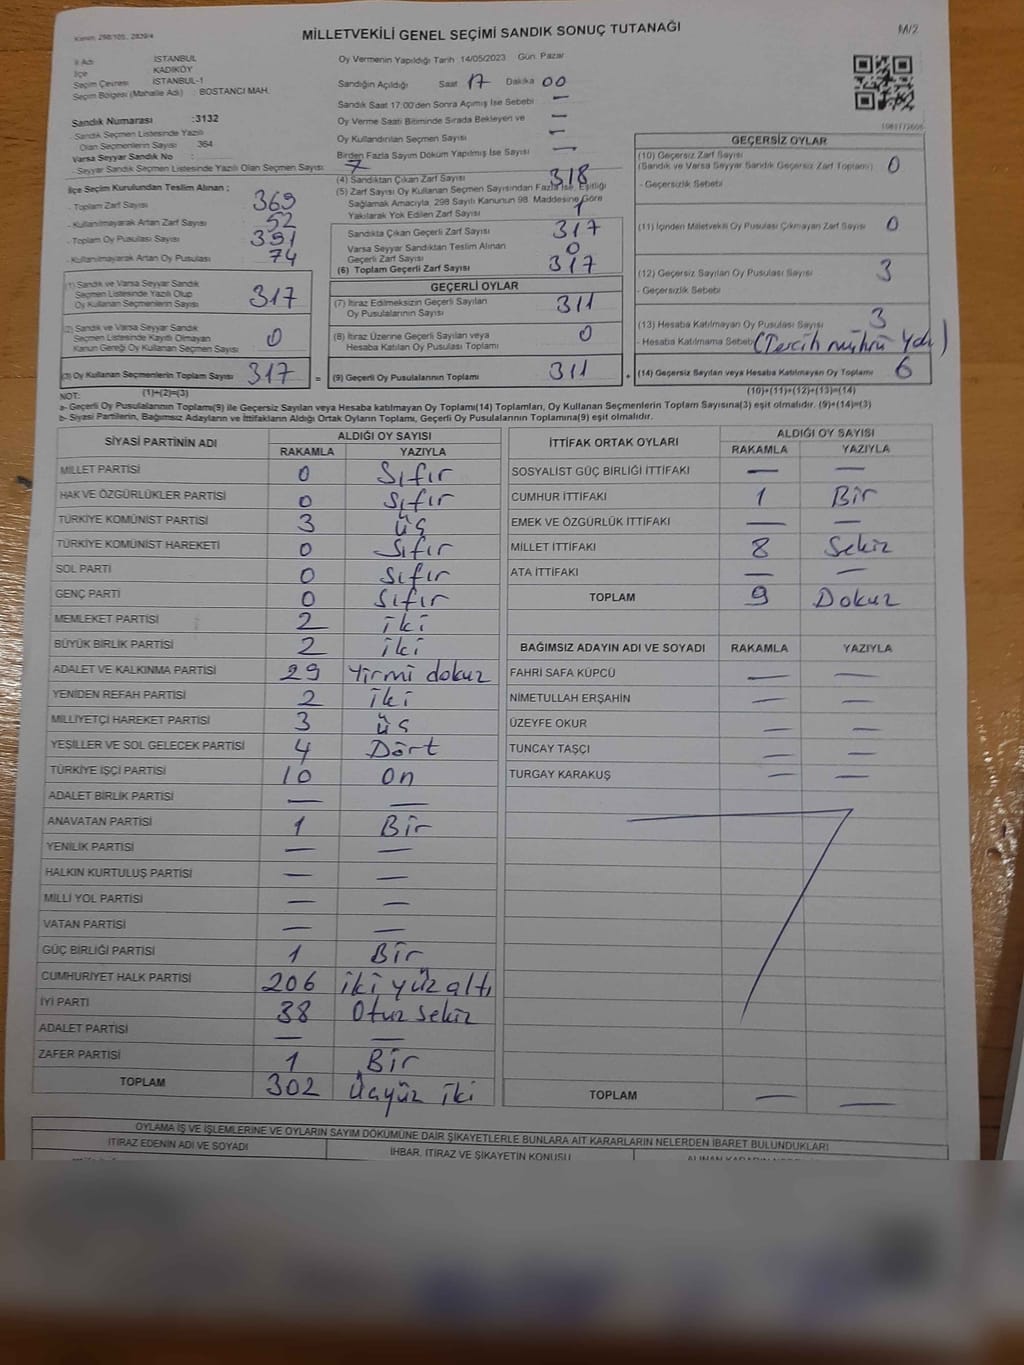 Kanun: 298/105., 2839/4
MİLLETVEKİLİ GENEL SEÇİMİ SANDIK SONUÇ TUTANAĞI
M/2
İl Adı İSTANBUL
İlçe KADIKÖY
Seçim Çevresi İSTANBUL-1
Seçim Bölgesi (Mahalle Adı) : BOSTANCI MAH.
Sandık Numarası :3132
Sandık Seçmen Listesinde Yazılı
Olan Seçmenlerin Sayısı 364
Varsa Seyyar Sandık No :
- Seyyar Sandık Seçmen Listesinde Yazılı Olan Seçmen Sayısı:
Oy Vermenin Yapıldığı Tarih :14/05/2023 Gün: Pazar
Sandığın Açıldığı Saat 17 Dakika 00
Sandık Saat 17:00'den Sonra Açımış İse Sebebi —
Oy Verme Saati Bitiminde Sırada Bekleyen ve —
Oy Kullandırılan Seçmen Sayısı —
Birden Fazla Sayım Döküm Yapılmış İse Sayısı —
7
İlçe Seçim Kurulundan Teslim Alınan ;
- Toplam Zarf Sayısı 369
- Kullanılmayarak Artan Zarf Sayısı 52
- Toplam Oy Pusulası Sayısı 391
- Kullanılmayarak Artan Oy Pusulası 74
(1) Sandık ve Varsa Seyyar Sandık
Seçmen Listesinde Yazılı Olup
Oy Kullanan Seçmenlerin Sayısı 317
(2) Sandık ve Varsa Seyyar Sandık
Seçmen Listesinde Kayıtlı Olmayan
Kanun Gereği Oy Kullanan Seçmen Sayısı 0
(3) Oy Kullanan Seçmenlerin Toplam Sayısı 317
(1)+(2)=(3)
(4) Sandıktan Çıkan Zarf Sayısı 318
(5) Zarf Sayısı Oy Kullanan Seçmen Sayısından Fazla İse, Eşitliği
Sağlamak Amacıyla, 298 Sayılı Kanunun 98. Maddesine Göre
Yakılarak Yok Edilen Zarf Sayısı 1
Sandıkta Çıkan Geçerli Zarf Sayısı 317
Varsa Seyyar Sandıktan Teslim Alınan
Geçerli Zarf Sayısı 0
(6) Toplam Geçerli Zarf Sayısı 317
GEÇERLİ OYLAR
(7) İtiraz Edilmeksizin Geçerli Sayılan
Oy Pusulalarının Sayısı 311
(8) İtiraz Üzerine Geçerli Sayılan veya
Hesaba Katılan Oy Pusulası Toplamı 0
= (9) Geçerli Oy Pusulalarının Toplamı 311 +
GEÇERSİZ OYLAR
(10) Geçersiz Zarf Sayısı
(Sandık ve Varsa Seyyar Sandık Geçersiz Zarf Toplamı) 0
- Geçersizlik Sebebi
(11) İçinden Milletvekili Oy Pusulası Çıkmayan Zarf Sayısı 0
(12) Geçersiz Sayılan Oy Pusulası Sayısı 3
- Geçersizlik Sebebi
(13) Hesaba Katılmayan Oy Pusulası Sayısı 3
- Hesaba Katılmama Sebebi (Tercih mührü Yok)
(14) Geçersiz Sayılan veya Hesaba Katılmayan Oy Toplamı 6
(10)+(11)+(12)+(13)=(14)
NOT:
a- Geçerli Oy Pusulalarının Toplamı(9) ile Geçersiz Sayılan veya Hesaba katılmayan Oy Toplamı(14) Toplamları, Oy Kullanan Seçmenlerin Toplam Sayısına(3) eşit olmalıdır. (9)+(14)=(3)
b- Siyasi Partilerin, Bağımsız Adayların ve İttifakların Aldığı Ortak Oyların Toplamı, Geçerli Oy Pusulalarının Toplamına(9) eşit olmalıdır.
SİYASİ PARTİNİN ADI
ALDIĞI OY SAYISI
RAKAMLA YAZIYLA
MİLLET PARTİSİ 0 Sıfır
HAK VE ÖZGÜRLÜKLER PARTİSİ 0 Sıfır
TÜRKİYE KOMÜNİST PARTİSİ 3 üç
TÜRKİYE KOMÜNİST HAREKETİ 0 Sıfır
SOL PARTİ 0 Sıfır
GENÇ PARTİ 0 Sıfır
MEMLEKET PARTİSİ 2 iki
BÜYÜK BİRLİK PARTİSİ 2 iki
ADALET VE KALKINMA PARTİSİ 29 Yirmi dokuz
YENİDEN REFAH PARTİSİ 2 iki
MİLLİYETÇİ HAREKET PARTİSİ 3 üç
YEŞİLLER VE SOL GELECEK PARTİSİ 4 Dört
TÜRKİYE İŞÇİ PARTİSİ 10 On
ADALET BİRLİK PARTİSİ — —
ANAVATAN PARTİSİ 1 Bir
YENİLİK PARTİSİ — —
HALKIN KURTULUŞ PARTİSİ — —
MİLLİ YOL PARTİSİ — —
VATAN PARTİSİ — —
GÜÇ BİRLİĞİ PARTİSİ 1 Bir
CUMHURİYET HALK PARTİSİ 206 iki yüz altı
İYİ PARTİ 38 Otuz sekiz
ADALET PARTİSİ — —
ZAFER PARTİSİ 1 Bir
TOPLAM 302 Üçyüz iki
İTTİFAK ORTAK OYLARI
ALDIĞI OY SAYISI
RAKAMLA YAZIYLA
SOSYALİST GÜÇ BİRLİĞİ İTTİFAKI — —
CUMHUR İTTİFAKI 1 Bir
EMEK VE ÖZGÜRLÜK İTTİFAKI — —
MİLLET İTTİFAKI 8 Sekiz
ATA İTTİFAKI — —
TOPLAM 9 Dokuz
BAĞIMSIZ ADAYIN ADI VE SOYADI RAKAMLA YAZIYLA
FAHRİ SAFA KÜPCÜ — —
NİMETULLAH ERŞAHİN — —
ÜZEYFE OKUR — —
TUNCAY TAŞÇI — —
TURGAY KARAKUŞ — —
TOPLAM — —
OYLAMA İŞ VE İŞLEMLERİNE VE OYLARIN SAYIM DÖKÜMÜNE DAİR ŞİKAYETLERLE BUNLARA AİT KARARLARIN NELERDEN İBARET BULUNDUKLARI
İTİRAZ EDENİN ADI VE SOYADI
İHBAR, İTİRAZ VE ŞİKAYETİN KONUSU